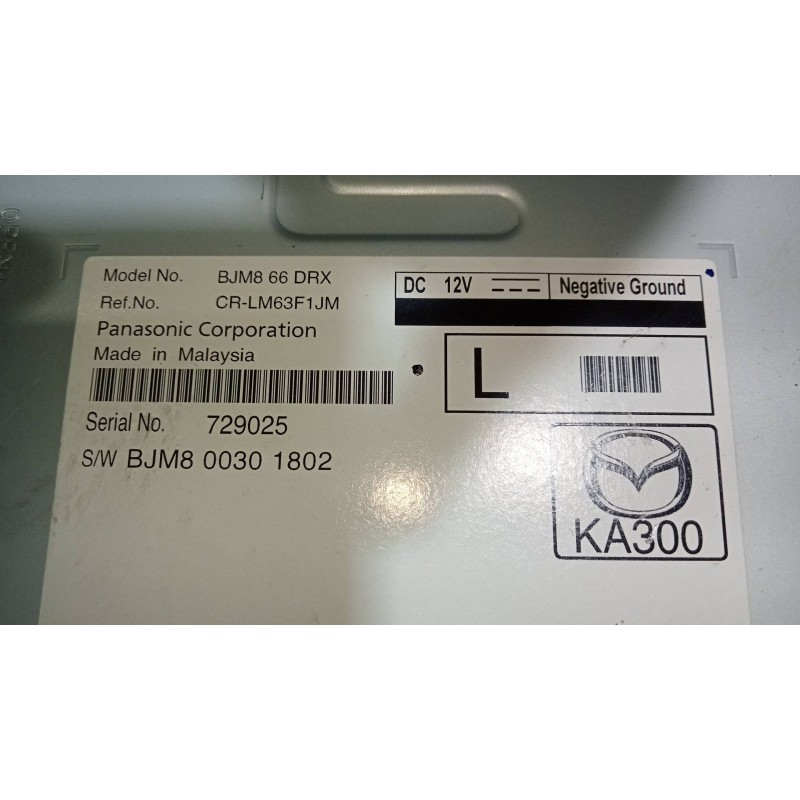 Model No. BJM8 66 DRX
Ref.No. CR-LM63F1JM
Panasonic Corporation
Made in Malaysia
Serial No. 729025
S/W BJM8 0030 1802
DC 12V Negative Ground
L
KA300